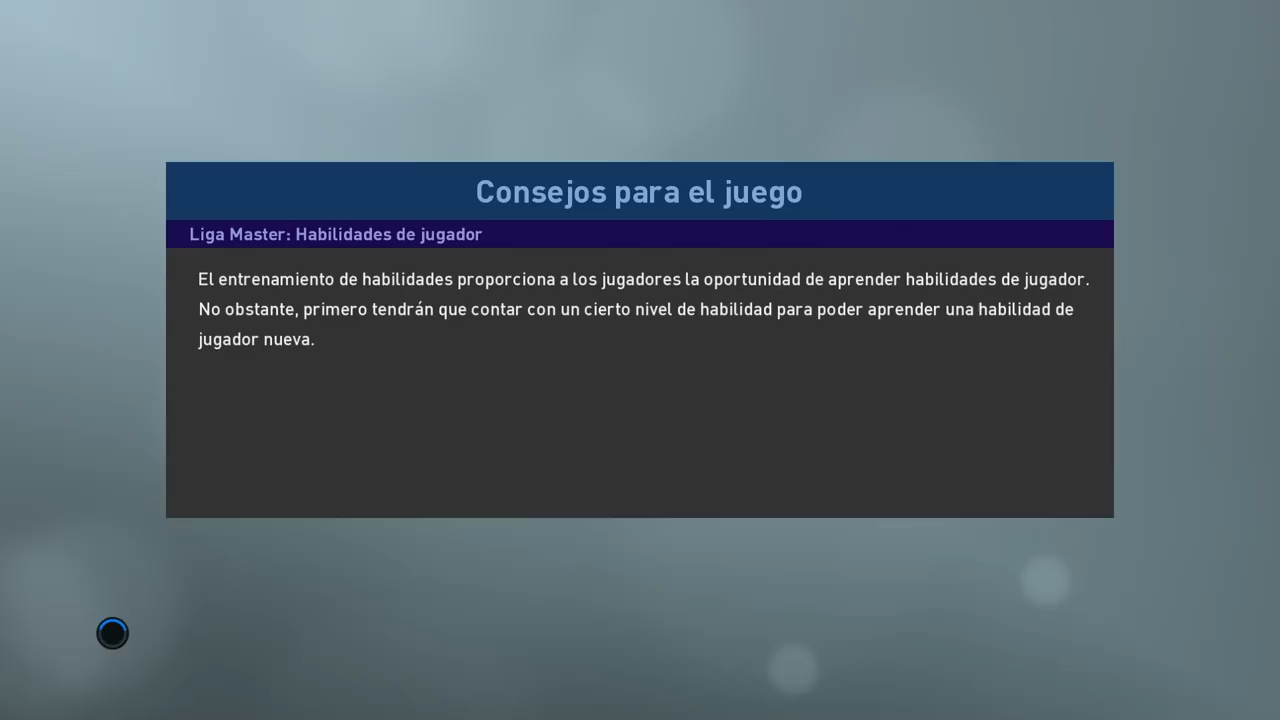 Consejos para el juego
Liga Master: Habilidades de jugador
El entrenamiento de habilidades proporciona a los jugadores la oportunidad de aprender habilidades de jugador.
No obstante, primero tendrán que contar con un cierto nivel de habilidad para poder aprender una habilidad de
jugador nueva.